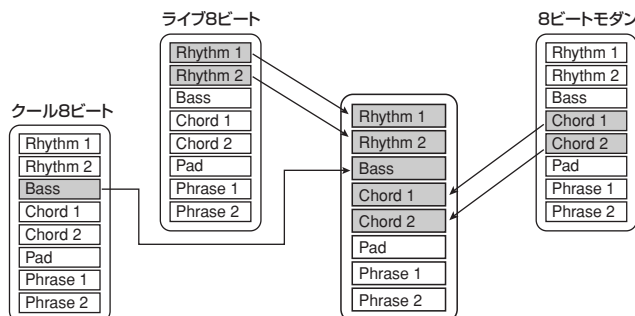 クール8ビート
Rhythm 1
Rhythm 2
Bass
Chord 1
Chord 2
Pad
Phrase 1
Phrase 2
ライブ8ビート
Rhythm 1
Rhythm 2
Bass
Chord 1
Chord 2
Pad
Phrase 1
Phrase 2
Rhythm 1
Rhythm 2
Bass
Chord 1
Chord 2
Pad
Phrase 1
Phrase 2
8ビートモダン
Rhythm 1
Rhythm 2
Bass
Chord 1
Chord 2
Pad
Phrase 1
Phrase 2